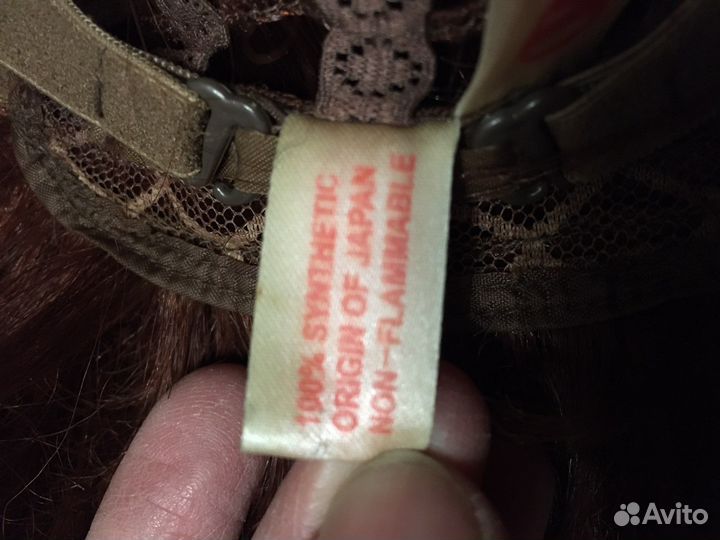 100% SYNTHETIC
ORIGIN OF JAPAN
NON-FLAMMABLE
Avito